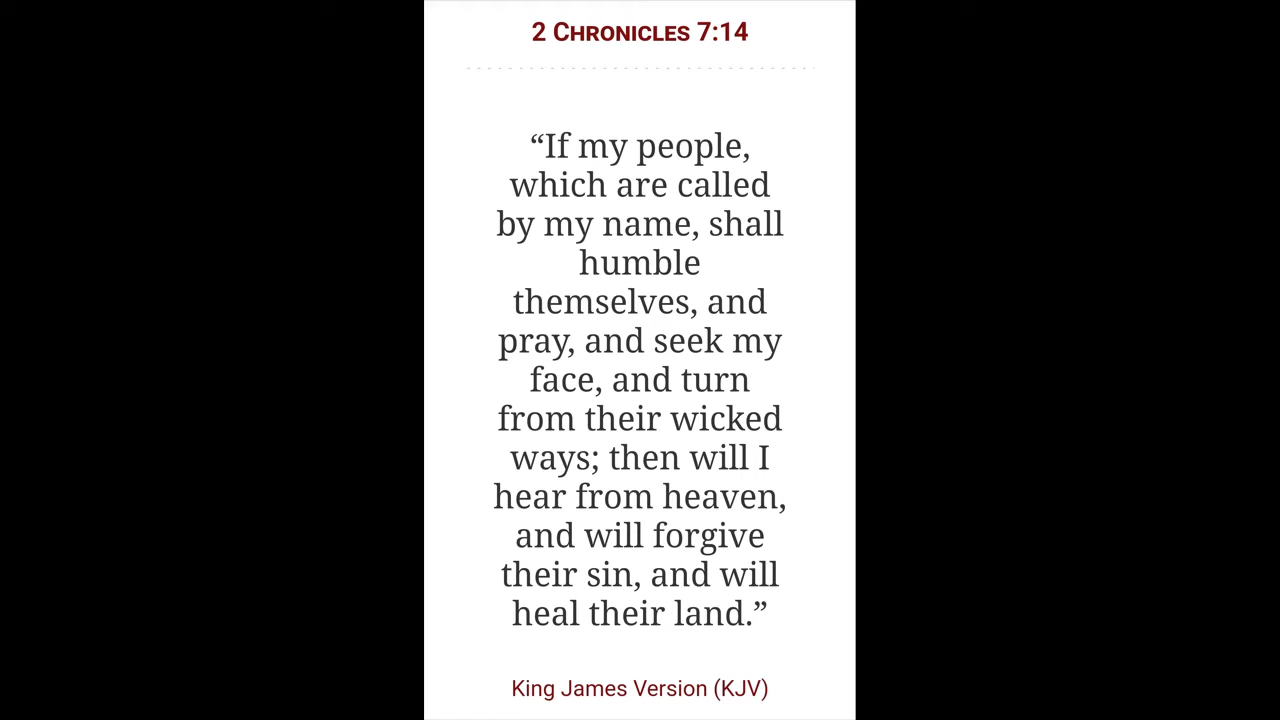 2 Chronicles 7:14
“If my people,
which are called
by my name, shall
humble
themselves, and
pray, and seek my
face, and turn
from their wicked
ways; then will I
hear from heaven,
and will forgive
their sin, and will
heal their land.”
King James Version (KJV)